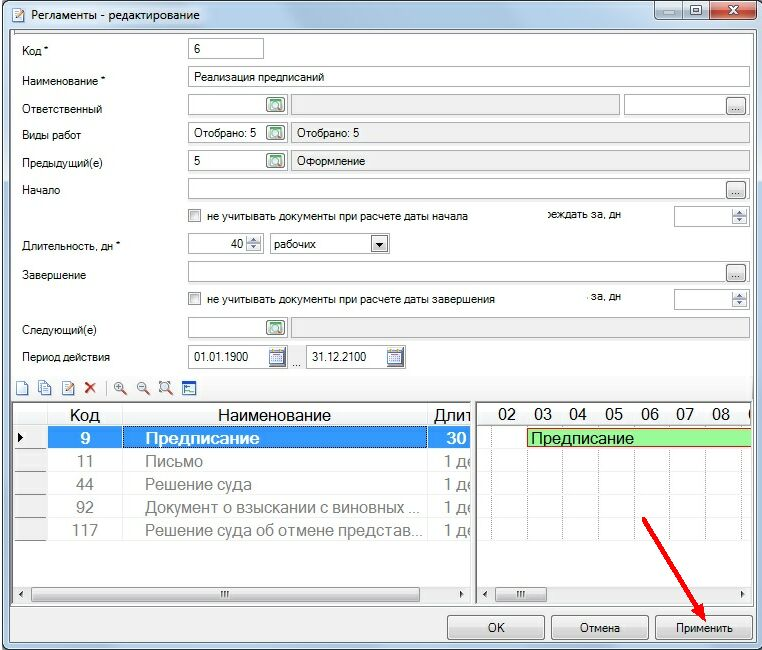 Регламенты - редактирование
Код * 6
Наименование * Реализация предписаний
Ответственный ...
Виды работ Отобрано: 5 Отобрано: 5
Предыдущий(е) 5 Оформление
Начало ...
не учитывать документы при расчете даты начала реждать за, дн
Длительность, дн * 40 рабочих
Завершение ...
не учитывать документы при расчете даты завершения за, дн
Следующий(е)
Период действия 01.01.1900 ... 31.12.2100
Код Наименование Длит 02 03 04 05 06 07 08
9 Предписание 30 Предписание
11 Письмо 1 де
44 Решение суда 1 де
92 Документ о взыскании с виновных ... 1 де
117 Решение суда об отмене представ... 1 де
OK Отмена Применить